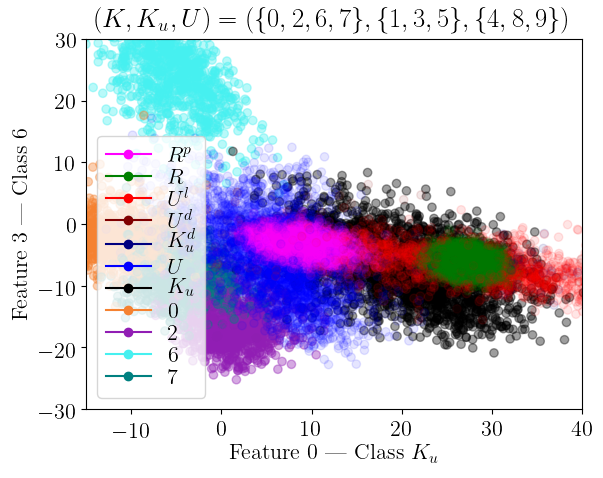 (K, K_u, U) = ({0, 2, 6, 7}, {1, 3, 5}, {4, 8, 9})
30
20
10
0
−10
−20
−30
Feature 3 — Class 6
R^p
R
U^l
U^d
K_u^d
U
K_u
0
2
6
7
−10 0 10 20 30 40
Feature 0 — Class K_u